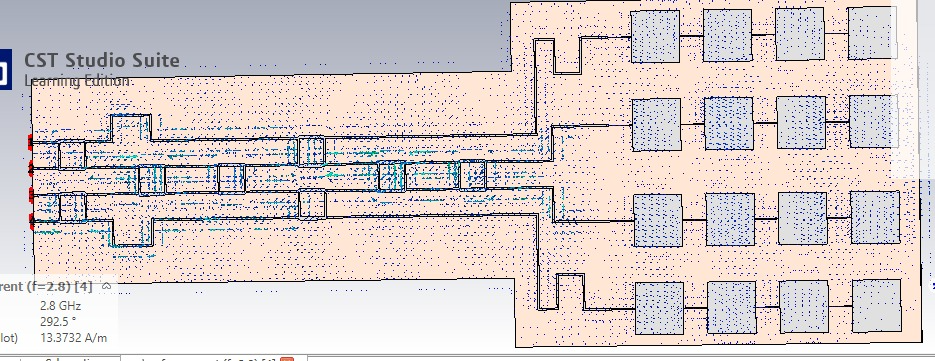 CST Studio Suite
Learning Edition
rent (f=2.8) [4]
2.8 GHz
292.5 °
lot) 13.3732 A/m